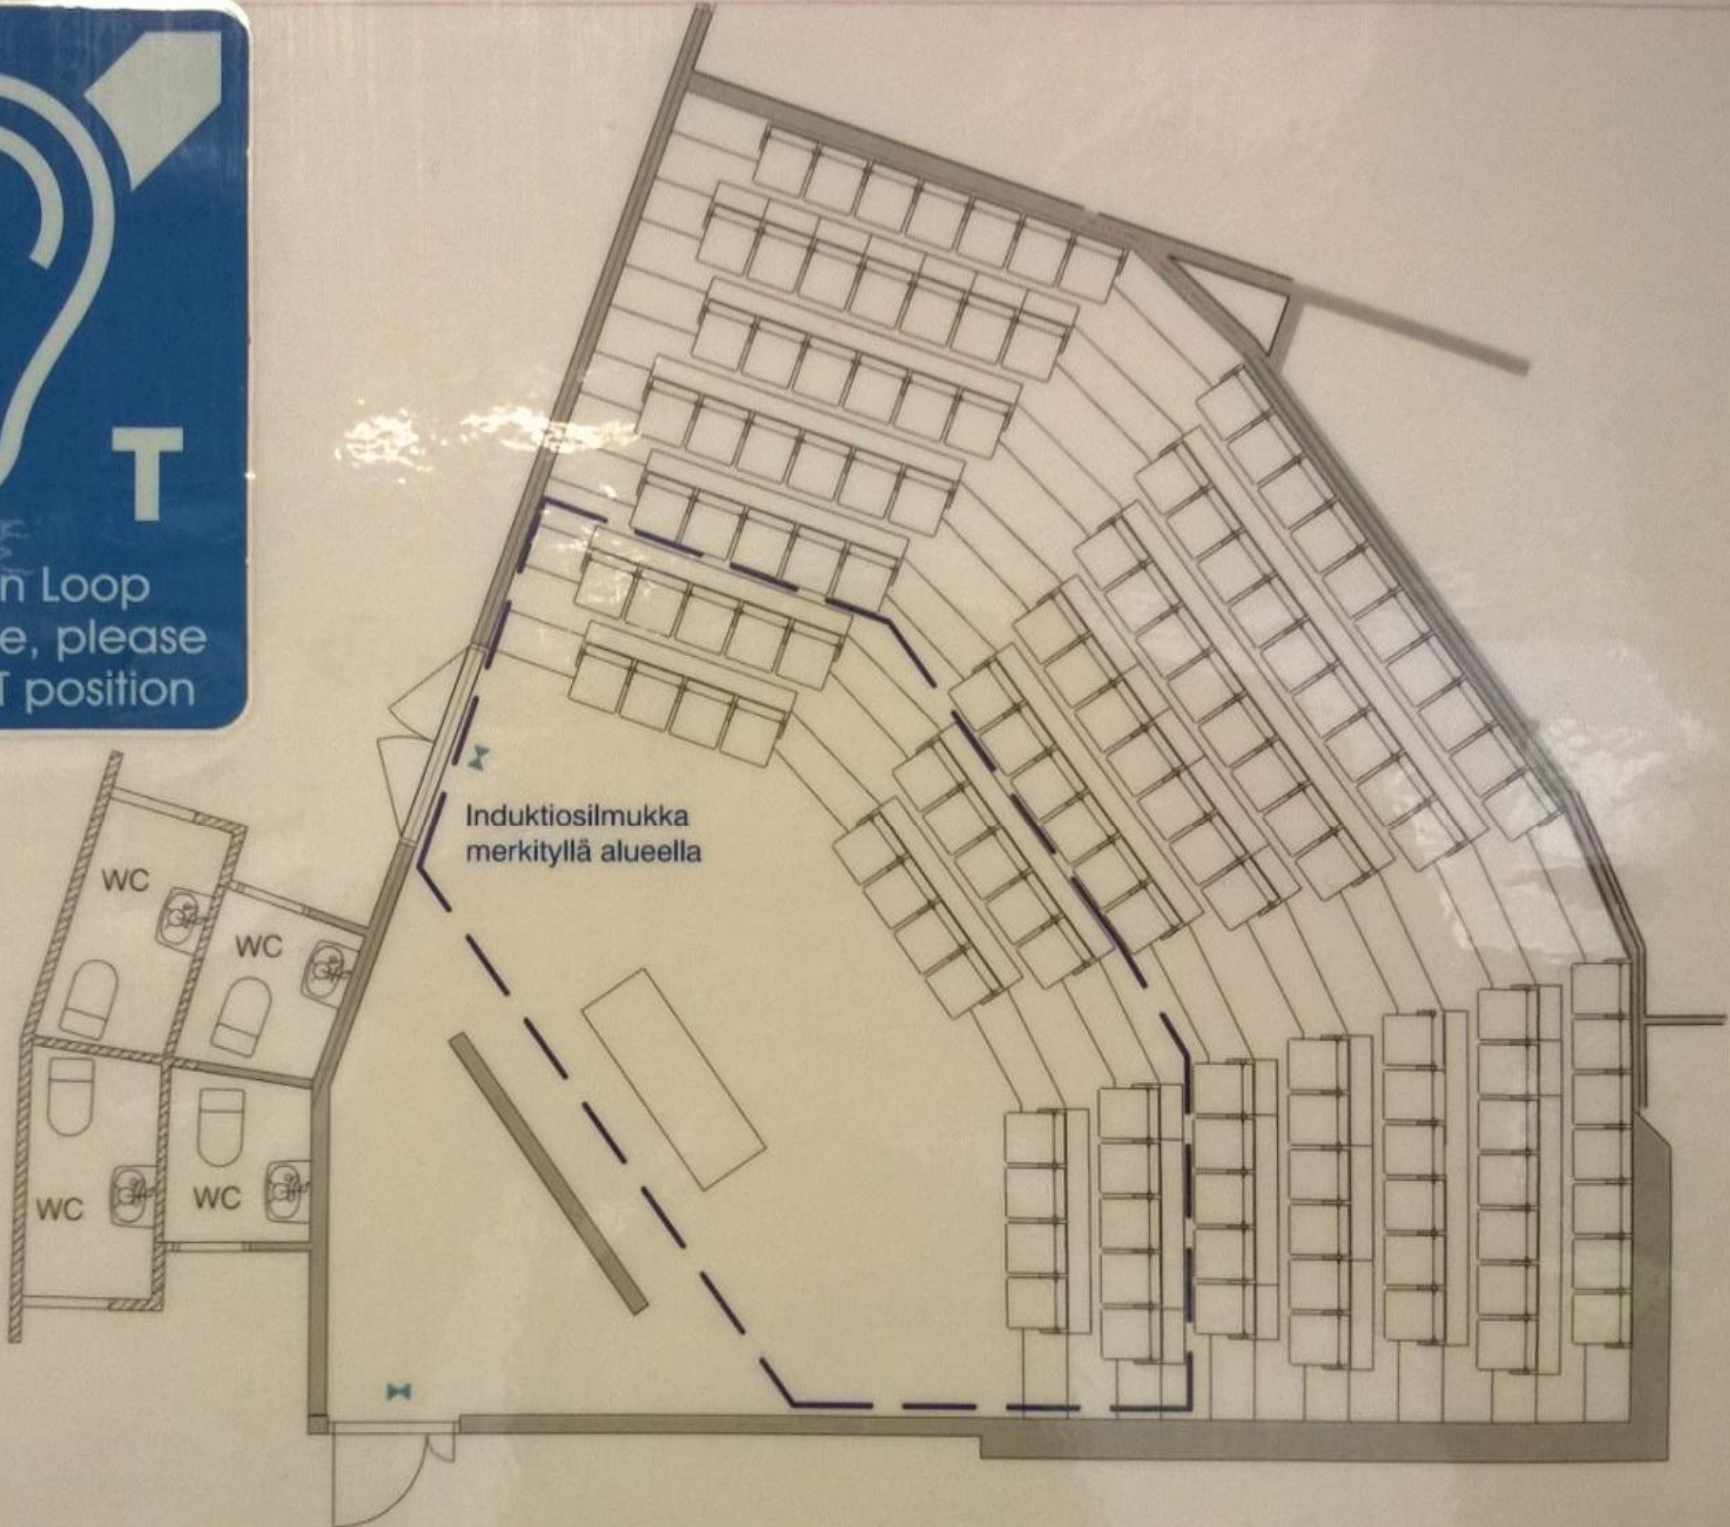 T
n Loop
e, please
T position
Induktiosilmukka
merkityllä alueella
WC
WC
WC
WC